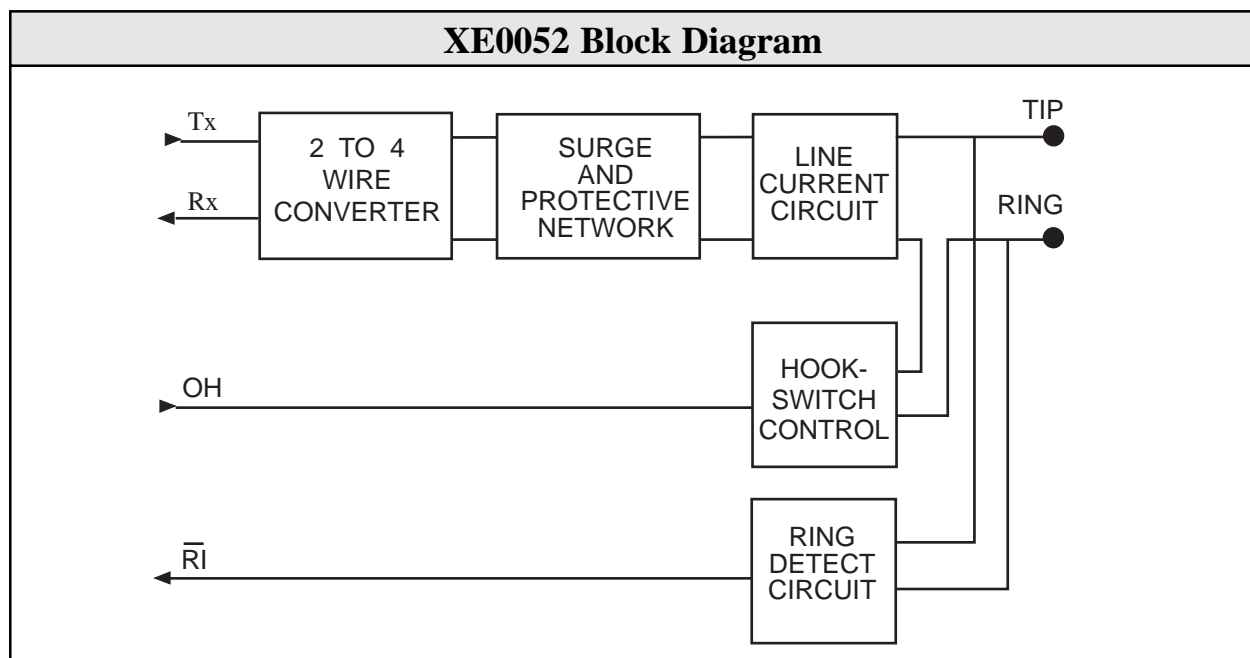 XE0052 Block Diagram
Tx
Rx
2 TO 4
WIRE
CONVERTER
SURGE
AND
PROTECTIVE
NETWORK
LINE
CURRENT
CIRCUIT
TIP
RING
OH
HOOK-
SWITCH
CONTROL
R̅I
RING
DETECT
CIRCUIT